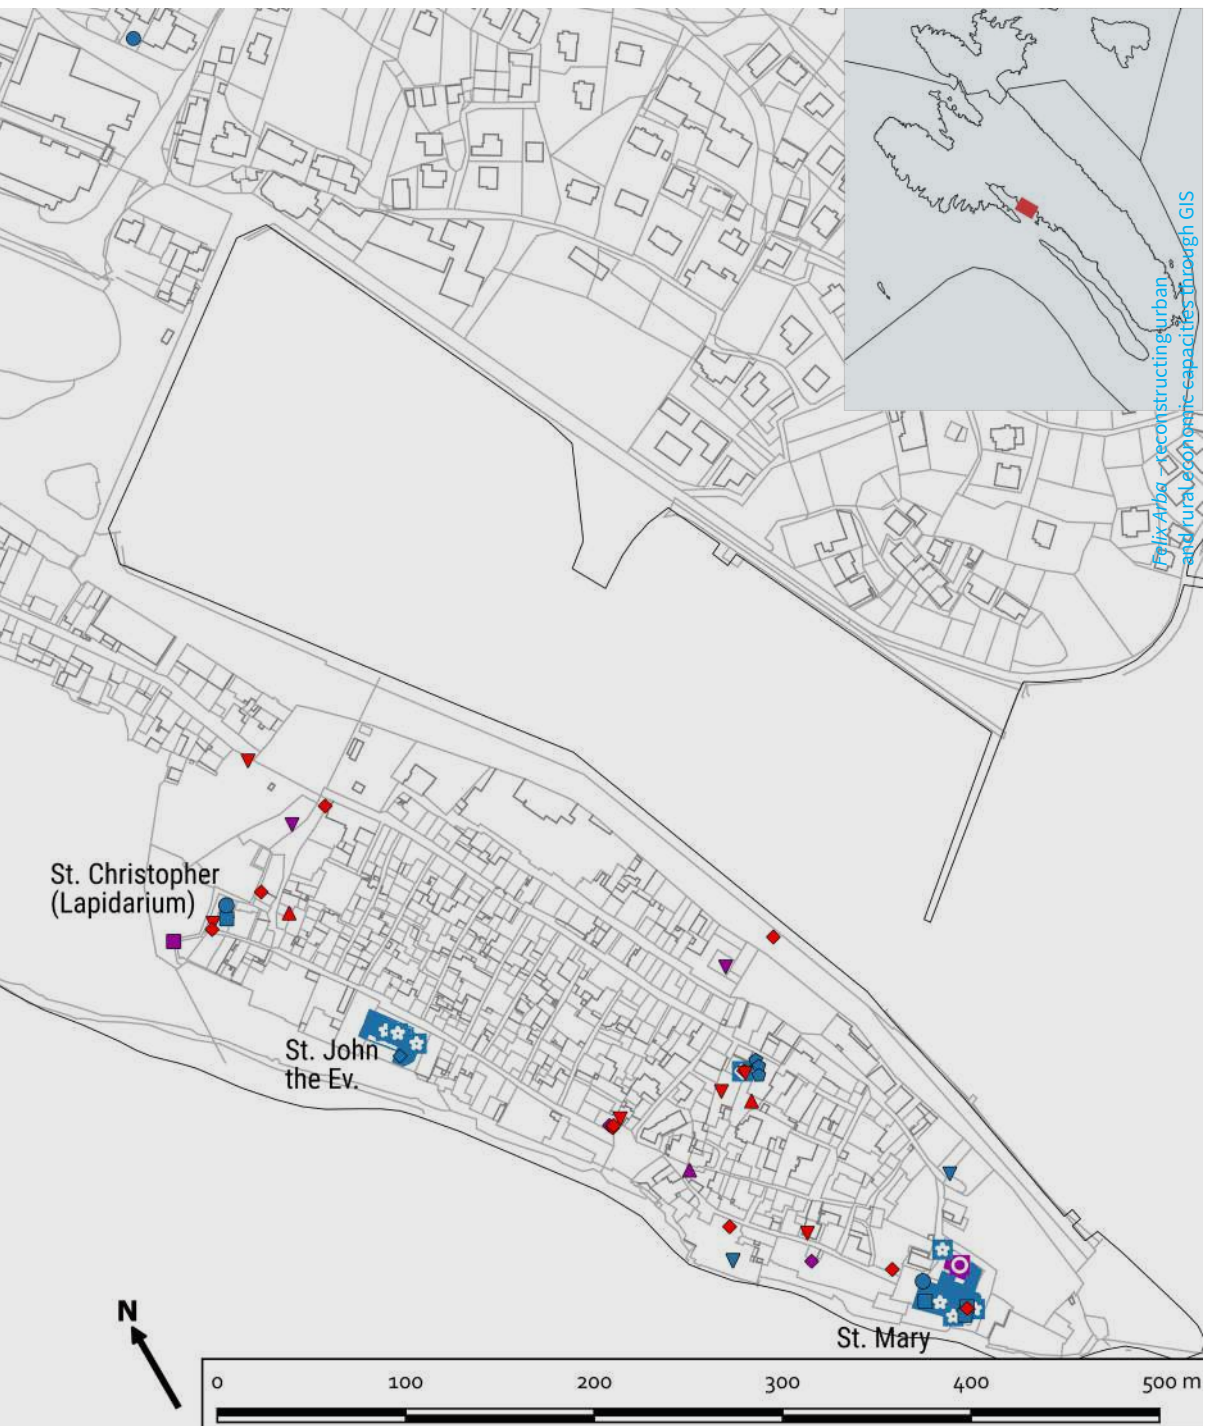 Felix Arba – reconstructing urban
and rural economic capacities through GIS
St. Christopher
(Lapidarium)
St. John
the Ev.
St. Mary
N
0 100 200 300 400 500 m